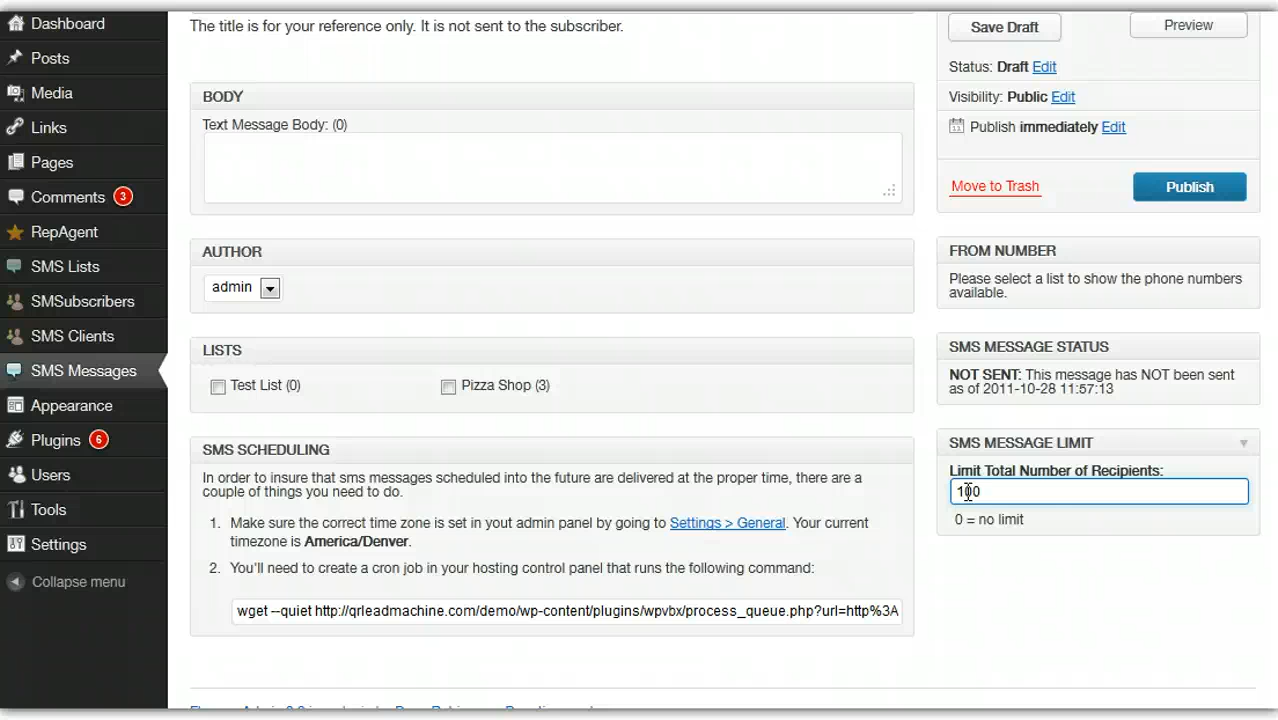 Dashboard
Posts
Media
Links
Pages
Comments 3
RepAgent
SMS Lists
SMSubscribers
SMS Clients
SMS Messages
Appearance
Plugins 6
Users
Tools
Settings
Collapse menu
The title is for your reference only. It is not sent to the subscriber.
BODY
Text Message Body: (0)
AUTHOR
admin
LISTS
Test List (0)
Pizza Shop (3)
SMS SCHEDULING
In order to insure that sms messages scheduled into the future are delivered at the proper time, there are a
couple of things you need to do.
1. Make sure the correct time zone is set in yout admin panel by going to Settings > General. Your current
timezone is America/Denver.
2. You'll need to create a cron job in your hosting control panel that runs the following command:
wget --quiet http://qrleadmachine.com/demo/wp-content/plugins/wpvbx/process_queue.php?url=http%3A
Save Draft
Preview
Status: Draft Edit
Visibility: Public Edit
Publish immediately Edit
Move to Trash
Publish
FROM NUMBER
Please select a list to show the phone numbers
available.
SMS MESSAGE STATUS
NOT SENT: This message has NOT been sent
as of 2011-10-28 11:57:13
SMS MESSAGE LIMIT
Limit Total Number of Recipients:
100
0 = no limit